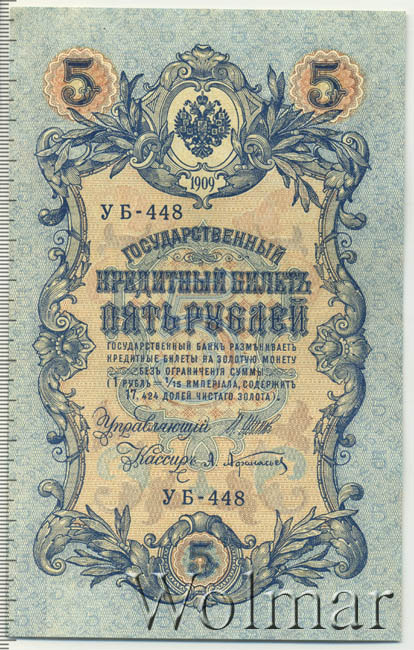 5 5
1909
УБ-448
ГОСУДАРСТВЕННЫЙ
КРЕДИТНЫЙ БИЛЕТЪ
ПЯТЬ РУБЛЕЙ
ГОСУДАРСТВЕННЫЙ БАНКЪ РАЗМѢНИВАЕТЪ
КРЕДИТНЫЕ БИЛЕТЫ НА ЗОЛОТУЮ МОНЕТУ
БЕЗЪ ОГРАНИЧЕНІЯ СУММЫ
(1 РУБЛЬ = 1/15 ИМПЕРІАЛА, СОДЕРЖИТЪ
17,424 ДОЛЕЙ ЧИСТАГО ЗОЛОТА).
Управляющій
Кассиръ А. Афанасьев
УБ-448
5
Wolmar